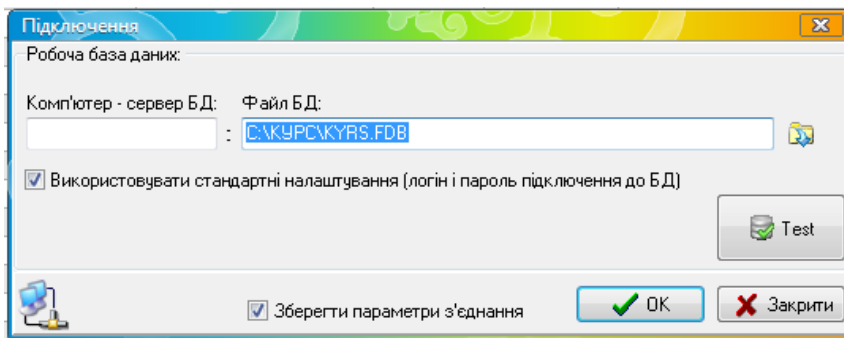 Підключення
Робоча база даних:
Комп'ютер - сервер БД: Файл БД:
: C:\КУРС\KYRS.FDB
Використовувати стандартні налаштування (логін і пароль підключення до БД)
Test
Зберегти параметри з'єднання OK Закрити